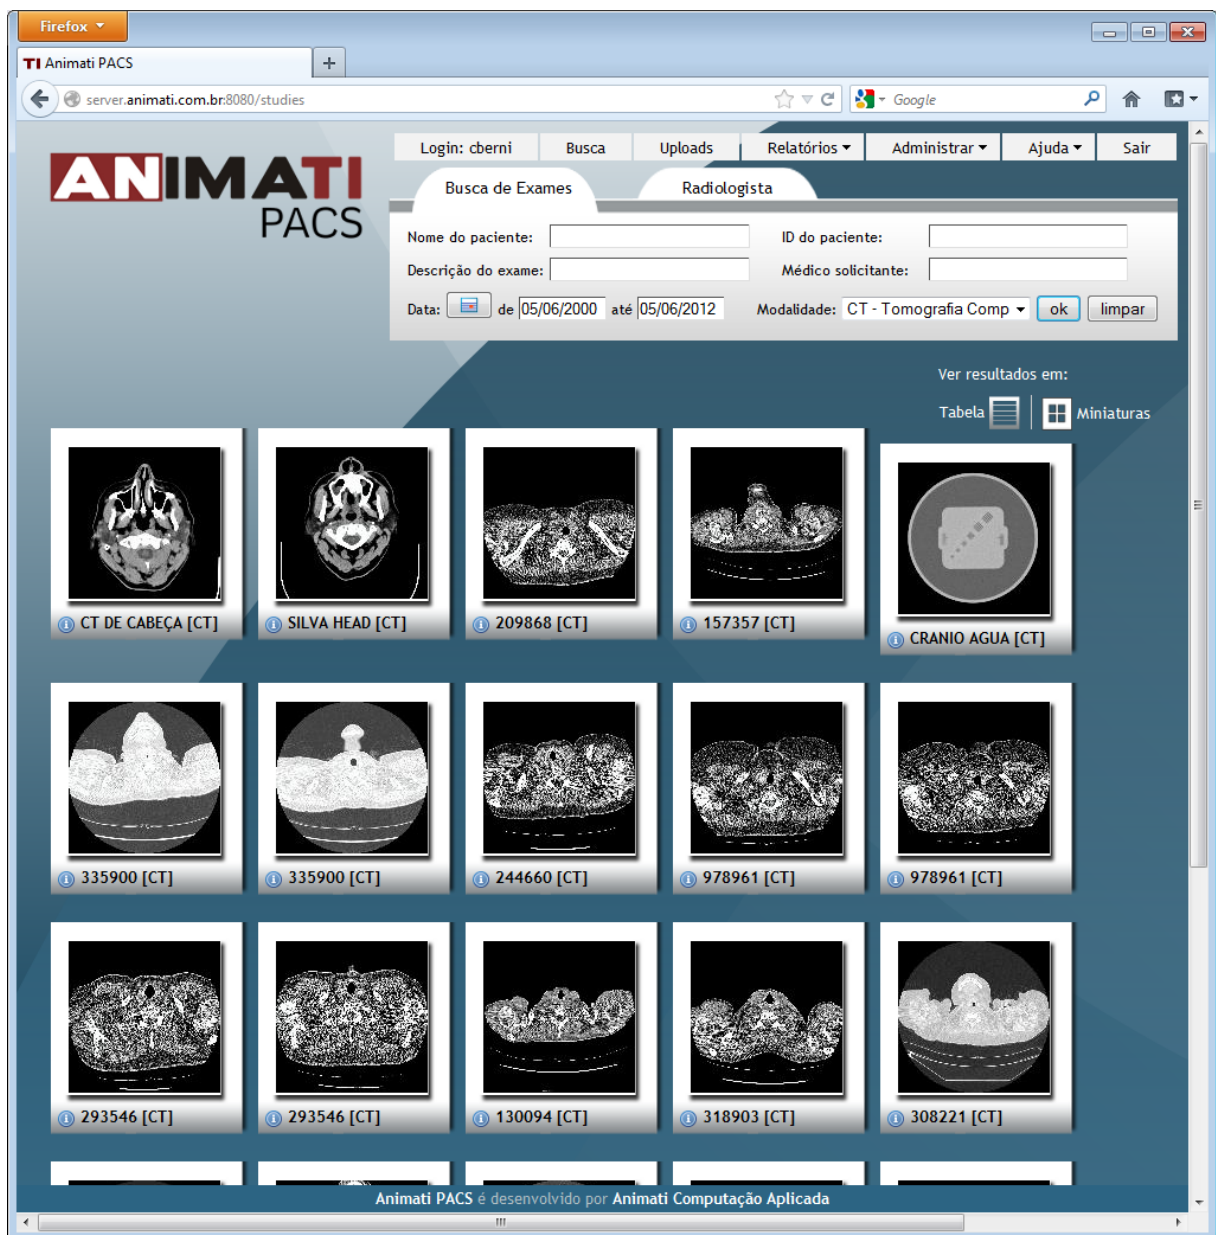 Firefox
TI Animati PACS
server.animati.com.br:8080/studies
Google
ANIMATI
PACS
Login: cberni Busca Uploads Relatórios Administrar Ajuda Sair
Busca de Exames Radiologista
Nome do paciente: ID do paciente:
Descrição do exame: Médico solicitante:
Data: de 05/06/2000 até 05/06/2012 Modalidade: CT - Tomografia Comp ok limpar
Ver resultados em:
Tabela Miniaturas
CT DE CABEÇA [CT] SILVA HEAD [CT] 209868 [CT] 157357 [CT] CRANIO AGUA [CT]
335900 [CT] 335900 [CT] 244660 [CT] 978961 [CT] 978961 [CT]
293546 [CT] 293546 [CT] 130094 [CT] 318903 [CT] 308221 [CT]
Animati PACS é desenvolvido por Animati Computação Aplicada